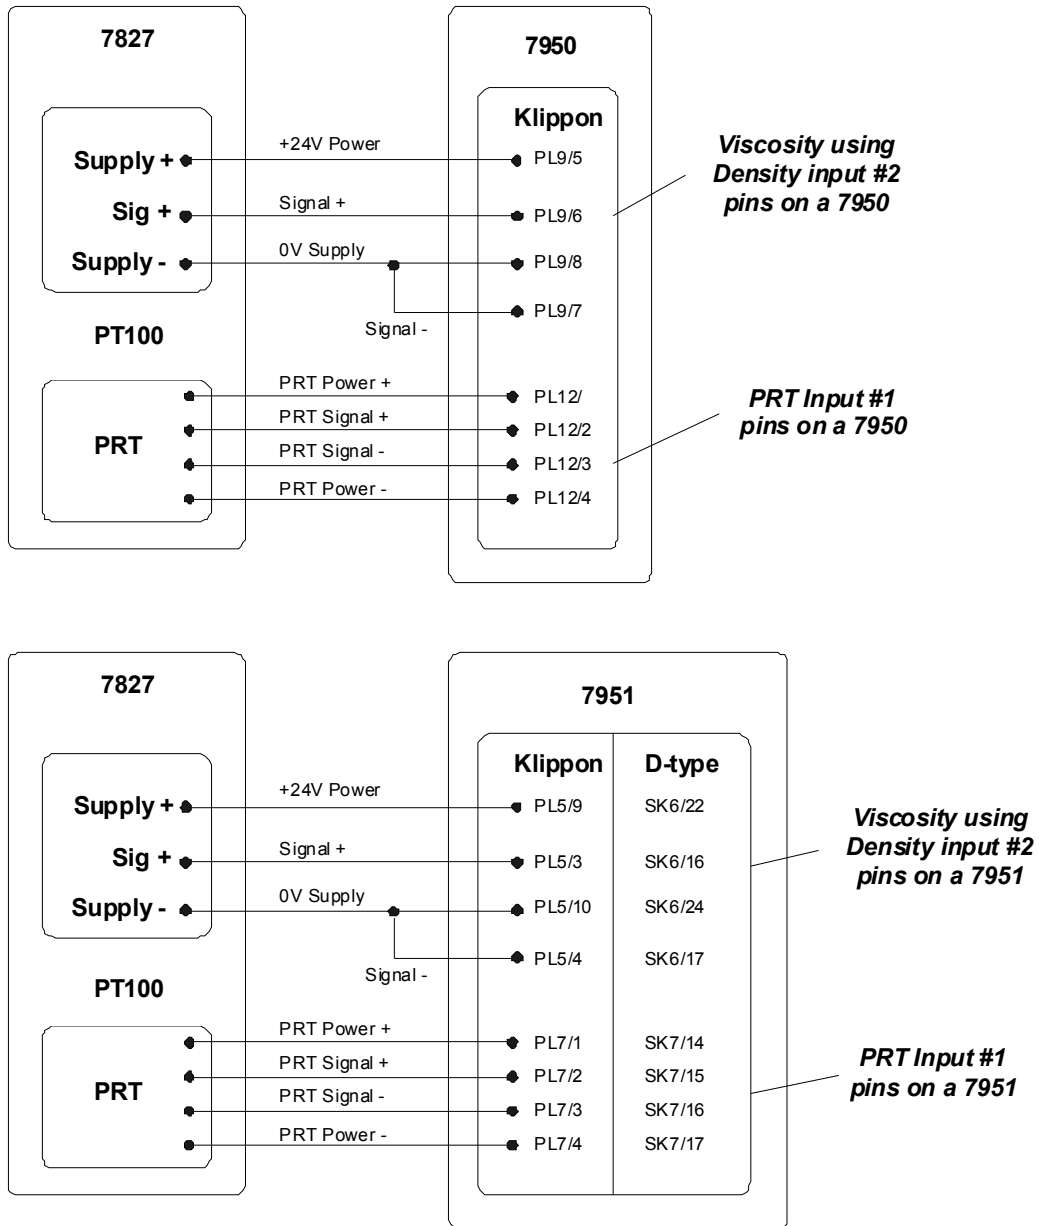 7827
7950
Klippon
Supply +
+24V Power
PL9/5
Sig +
Signal +
PL9/6
Supply -
0V Supply
PL9/8
Signal -
PL9/7
Viscosity using
Density input #2
pins on a 7950
PT100
PRT
PRT Power +
PL12/
PRT Signal +
PL12/2
PRT Signal -
PL12/3
PRT Power -
PL12/4
PRT Input #1
pins on a 7950
7827
7951
Klippon
D-type
Supply +
+24V Power
PL5/9
SK6/22
Sig +
Signal +
PL5/3
SK6/16
Supply -
0V Supply
PL5/10
SK6/24
Signal -
PL5/4
SK6/17
Viscosity using
Density input #2
pins on a 7951
PT100
PRT
PRT Power +
PL7/1
SK7/14
PRT Signal +
PL7/2
SK7/15
PRT Signal -
PL7/3
SK7/16
PRT Power -
PL7/4
SK7/17
PRT Input #1
pins on a 7951